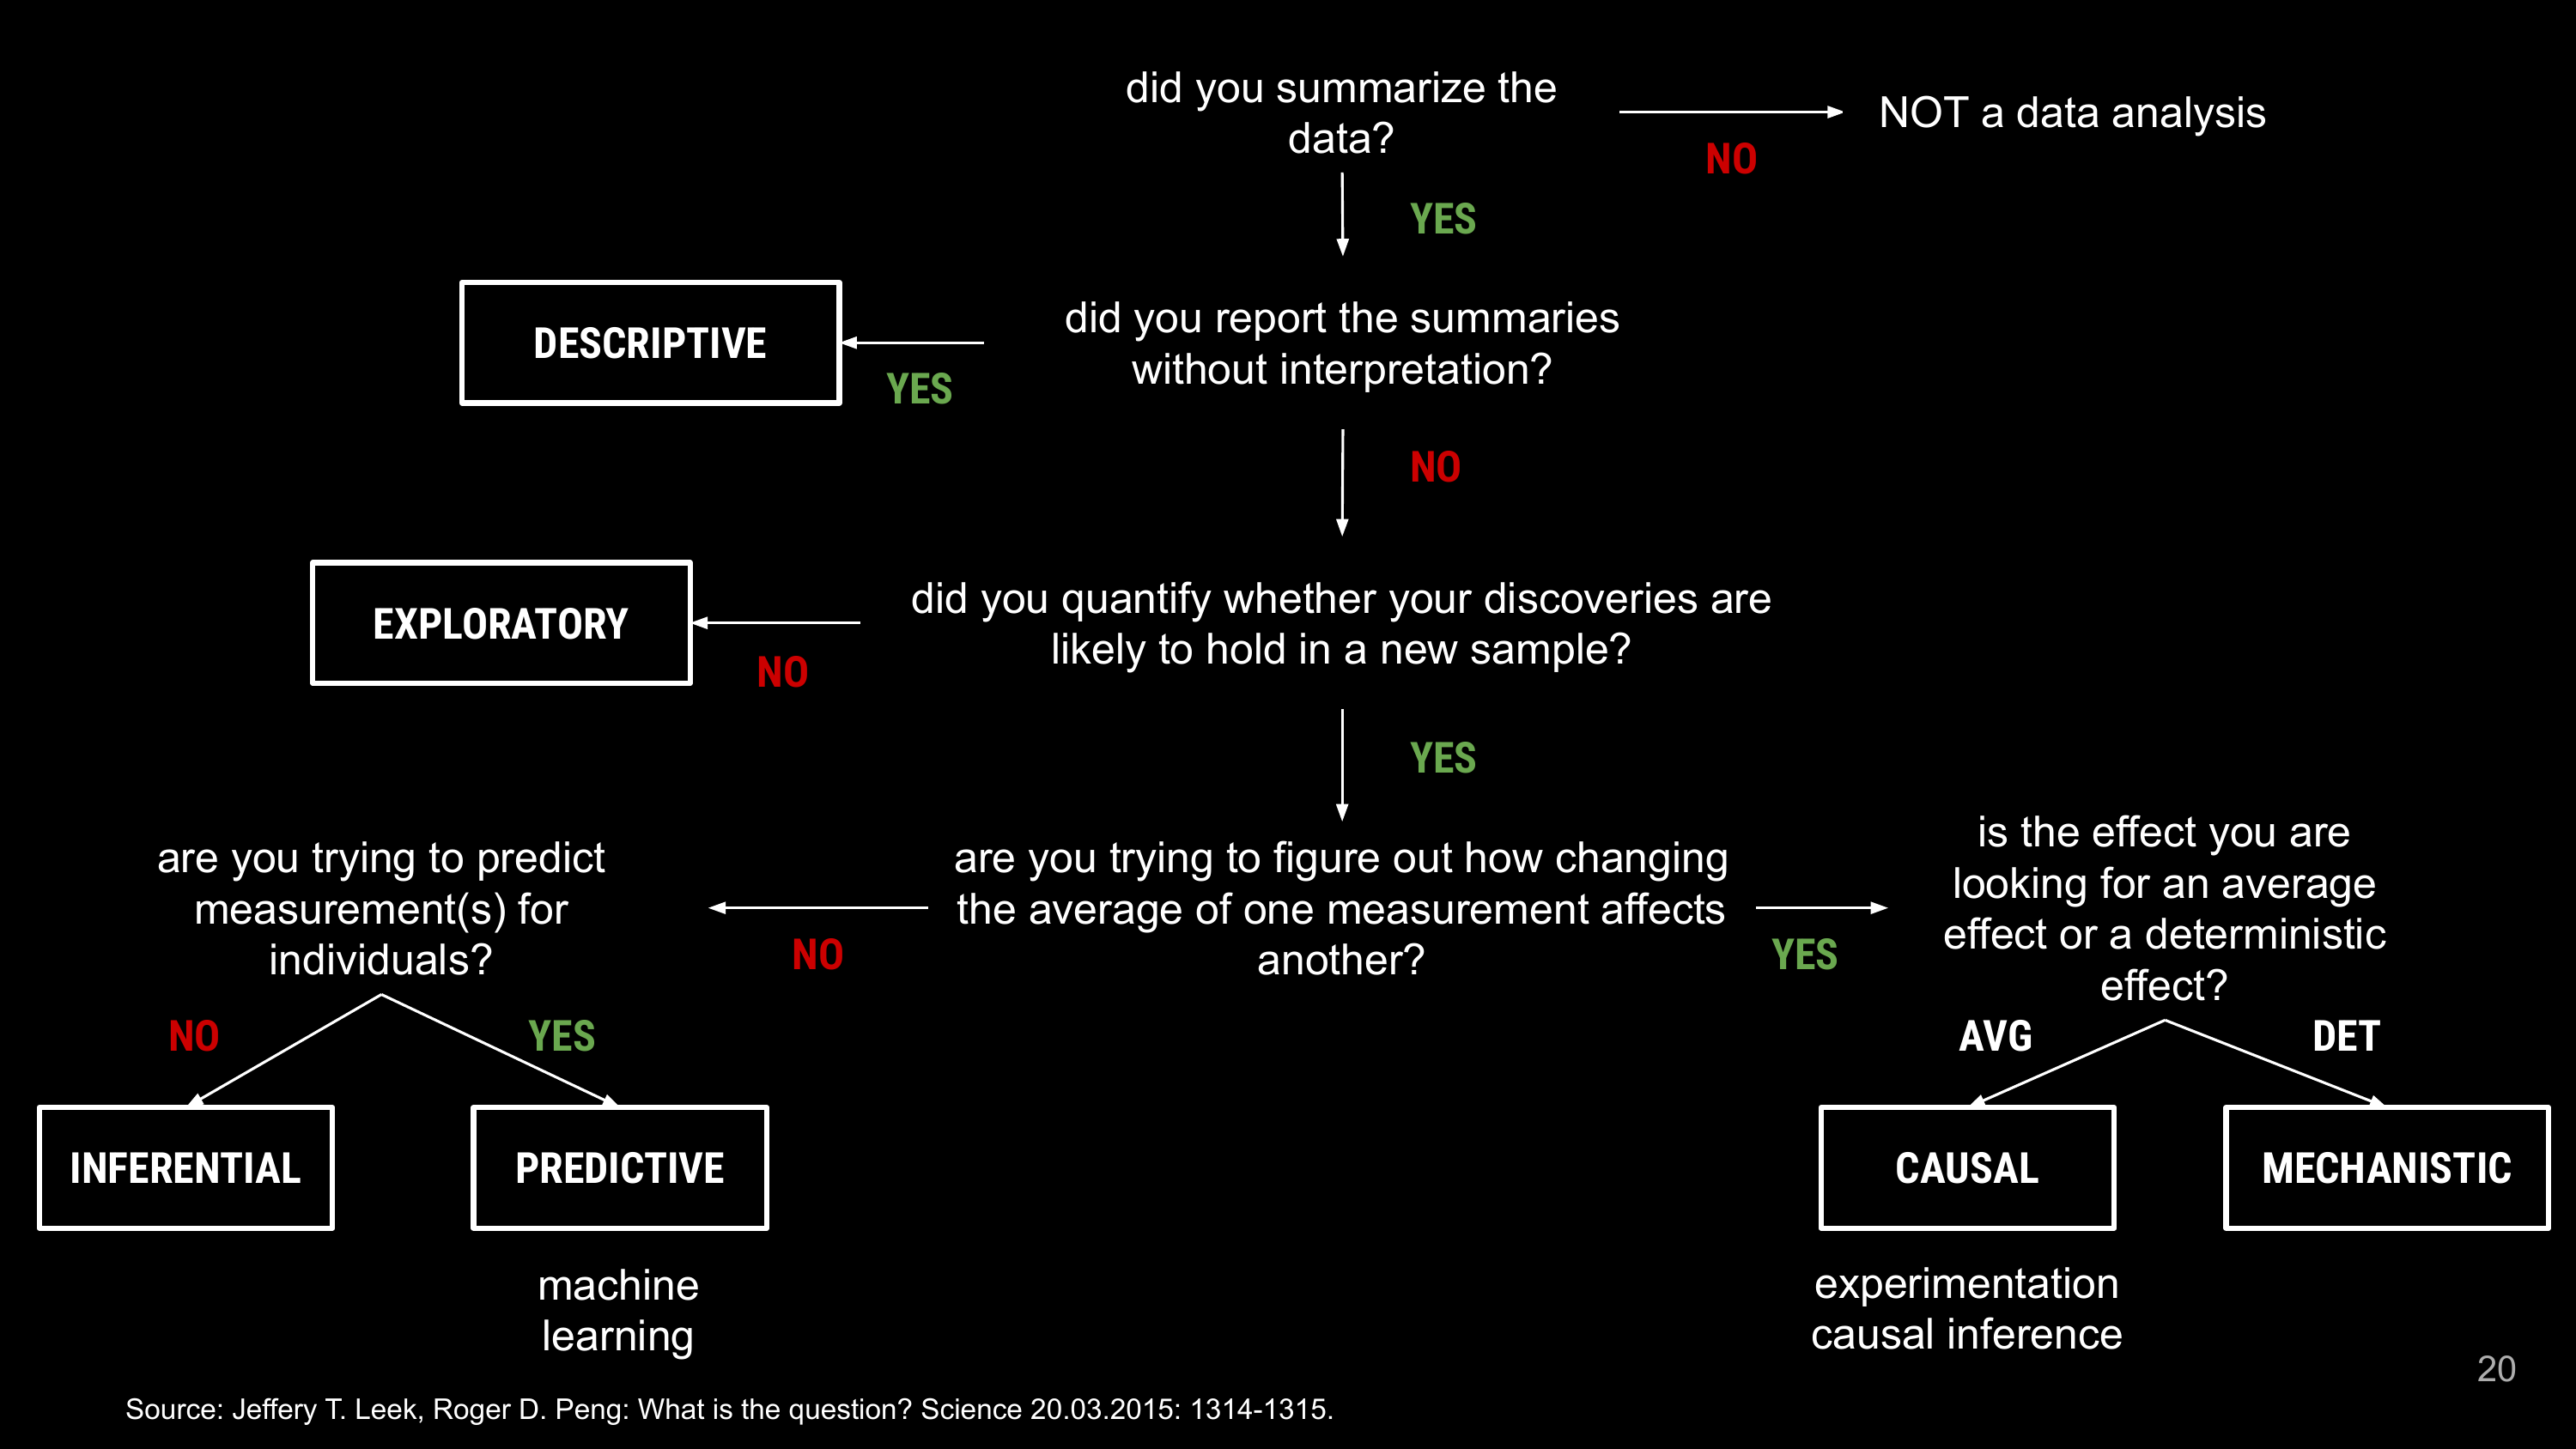 did you summarize the
data?
NOT a data analysis
NO
YES
DESCRIPTIVE
YES
did you report the summaries
without interpretation?
NO
EXPLORATORY
NO
did you quantify whether your discoveries are
likely to hold in a new sample?
YES
are you trying to predict
measurement(s) for
individuals?
NO
are you trying to figure out how changing
the average of one measurement affects
another?
YES
is the effect you are
looking for an average
effect or a deterministic
effect?
NO
YES
AVG
DET
INFERENTIAL
PREDICTIVE
CAUSAL
MECHANISTIC
machine
learning
experimentation
causal inference
20
Source: Jeffery T. Leek, Roger D. Peng: What is the question? Science 20.03.2015: 1314-1315.